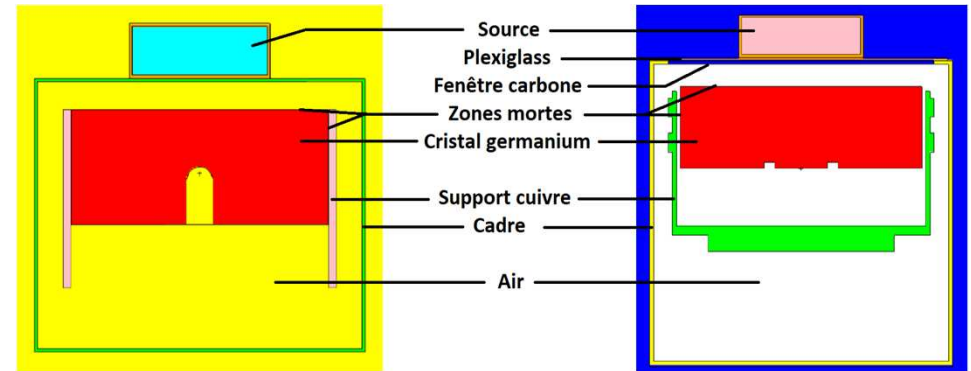 Source
Plexiglass
Fenêtre carbone
Zones mortes
Cristal germanium
Support cuivre
Cadre
Air